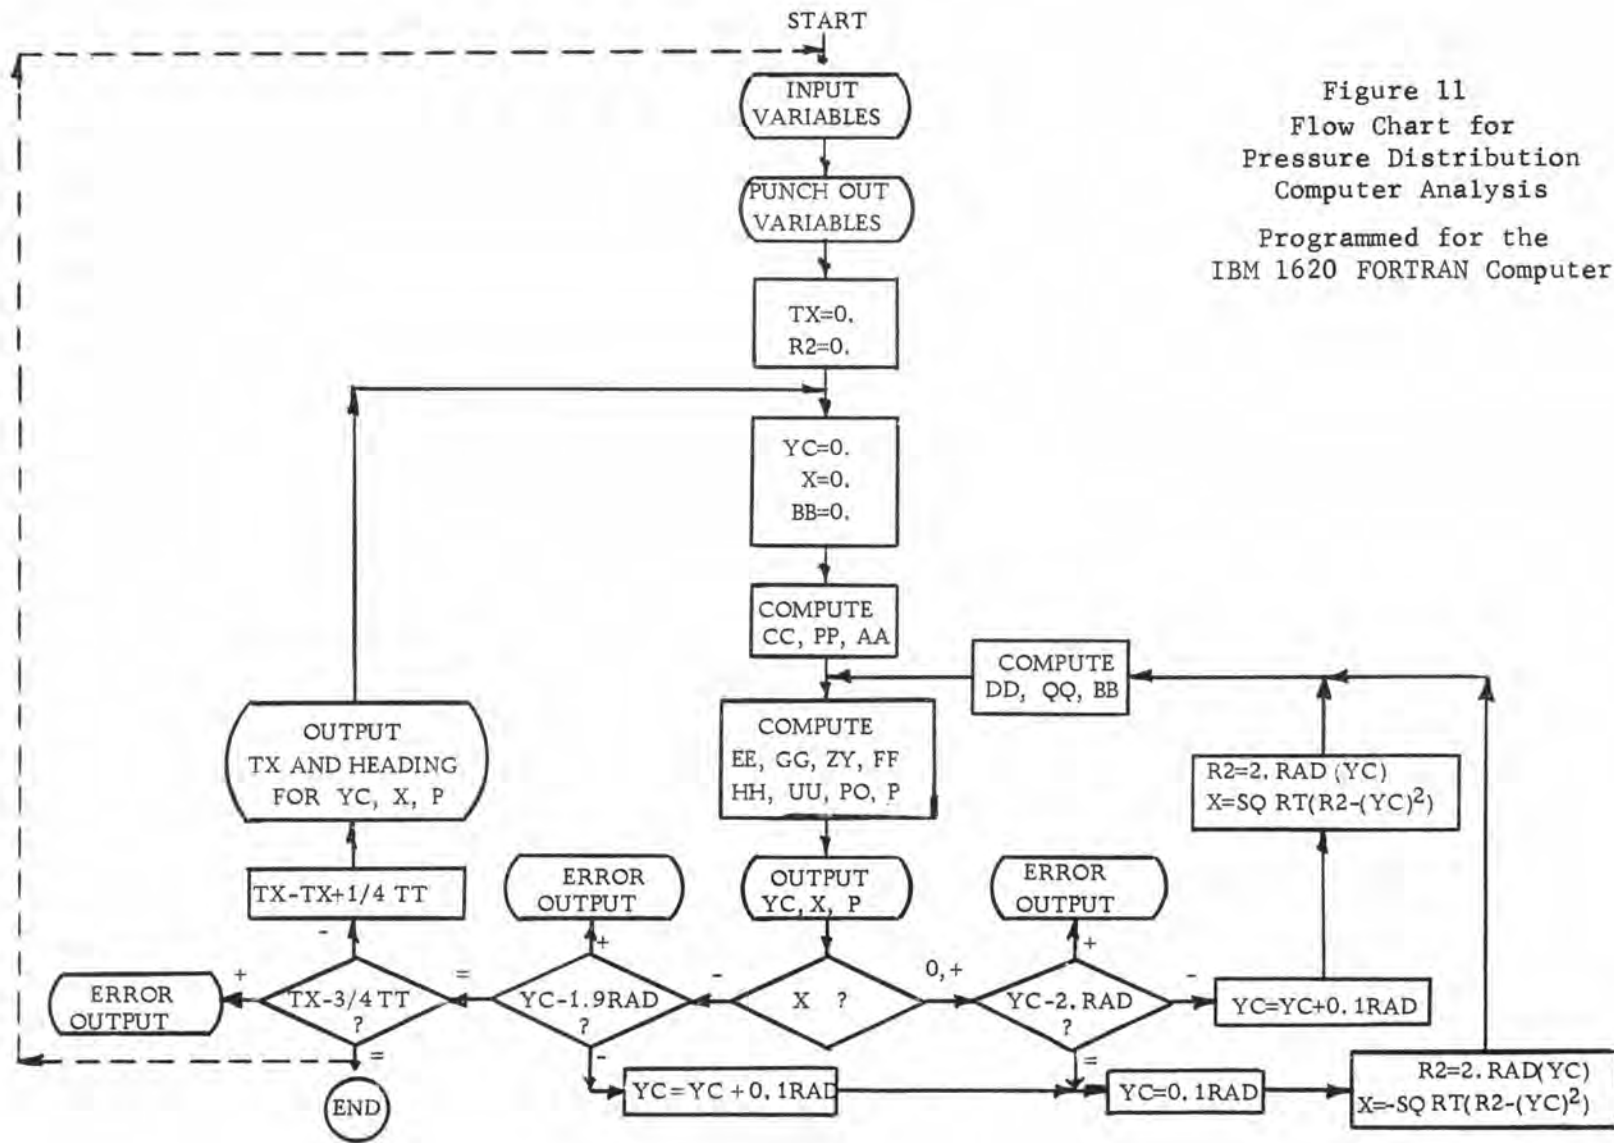 START
INPUT
VARIABLES
Figure 11
Flow Chart for
Pressure Distribution
Computer Analysis
Programmed for the
IBM 1620 FORTRAN Computer
PUNCH OUT
VARIABLES
TX=0.
R2=0.
YC=0.
X=0.
BB=0.
COMPUTE
CC, PP, AA
COMPUTE
DD, QQ, BB
COMPUTE
EE, GG, ZY, FF
HH, UU, PO, P
OUTPUT
TX AND HEADING
FOR YC, X, P
R2=2. RAD (YC)
X=SQ RT(R2-(YC)²)
TX-TX+1/4 TT
ERROR
OUTPUT
OUTPUT
YC, X, P
ERROR
OUTPUT
-
+
+
ERROR
OUTPUT
+
TX-3/4 TT
?
=
=
YC-1.9RAD
?
-
-
X ?
0,+
YC-2. RAD
?
=
-
YC=YC+0.1RAD
END
YC=YC+0.1RAD
YC=0.1RAD
R2=2. RAD(YC)
X=-SQ RT(R2-(YC)²)